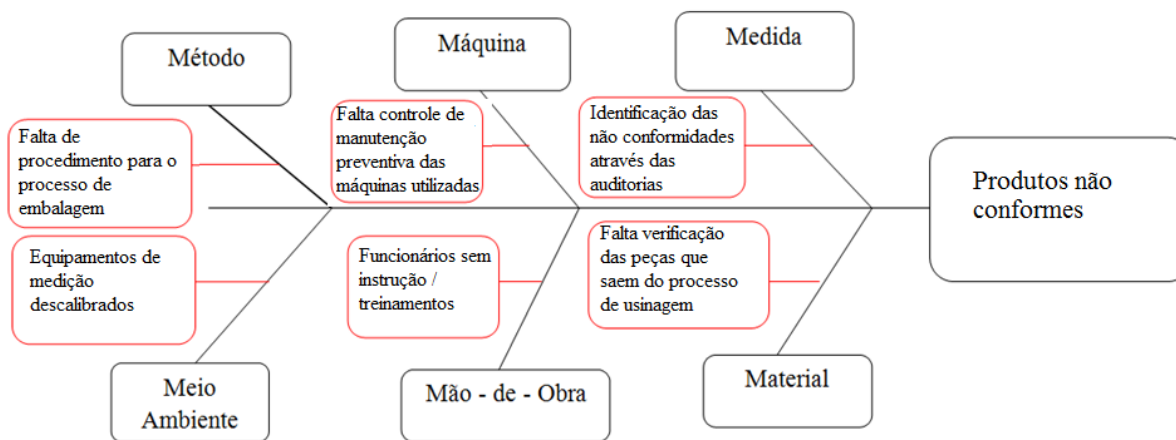 Método
Máquina
Medida
Falta de
procedimento para o
processo de
embalagem
Falta controle de
manutenção
preventiva das
máquinas utilizadas
Identificação das
não conformidades
através das
auditorias
Produtos não
conformes
Equipamentos de
medição
descalibrados
Funcionários sem
instrução /
treinamentos
Falta verificação
das peças que
saem do processo
de usinagem
Meio
Ambiente
Mão - de - Obra
Material